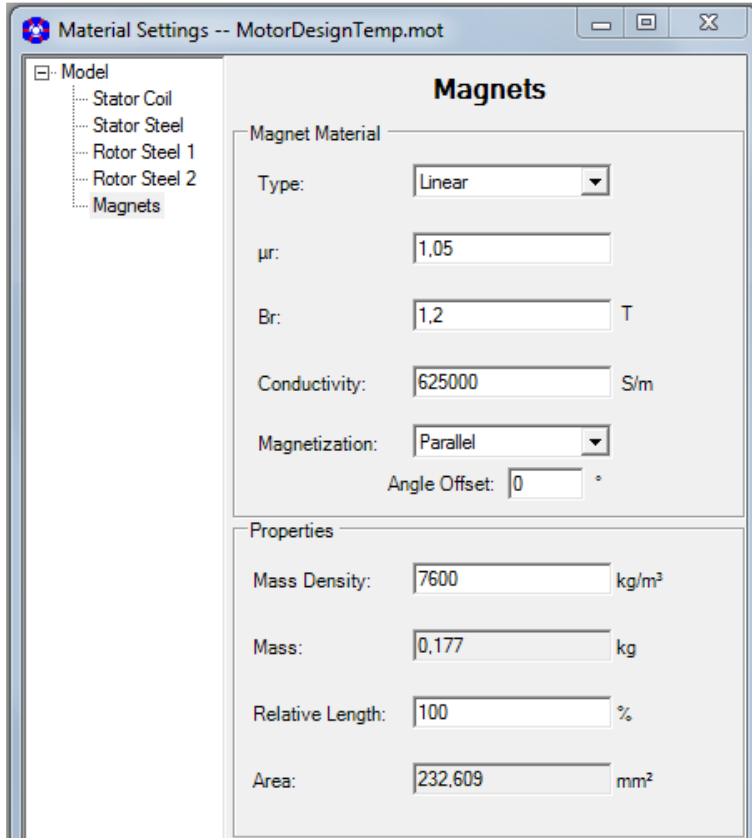 Material Settings -- MotorDesignTemp.mot
Model
Stator Coil
Stator Steel
Rotor Steel 1
Rotor Steel 2
Magnets
Magnets
Magnet Material
Type: Linear
µr: 1,05
Br: 1,2 T
Conductivity: 625000 S/m
Magnetization: Parallel
Angle Offset: 0 °
Properties
Mass Density: 7600 kg/m³
Mass: 0,177 kg
Relative Length: 100 %
Area: 232,609 mm²